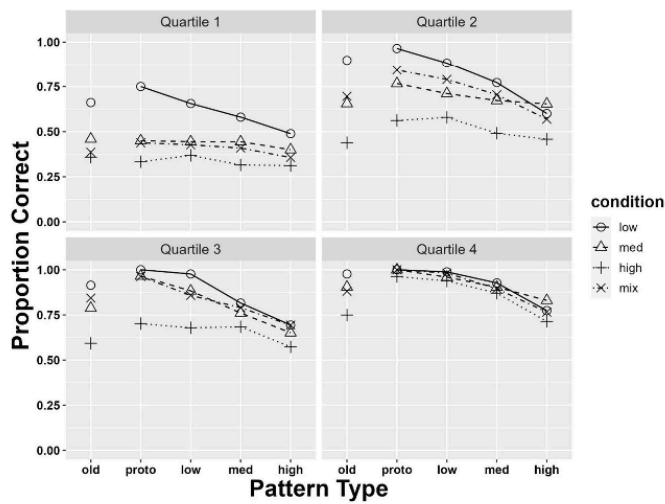 Quartile 1
Quartile 2
1.00
0.75
0.50
0.25
0.00
Quartile 3
Quartile 4
1.00
0.75
0.50
0.25
0.00
Proportion Correct
old proto low med high
old proto low med high
Pattern Type
condition
low
med
high
mix